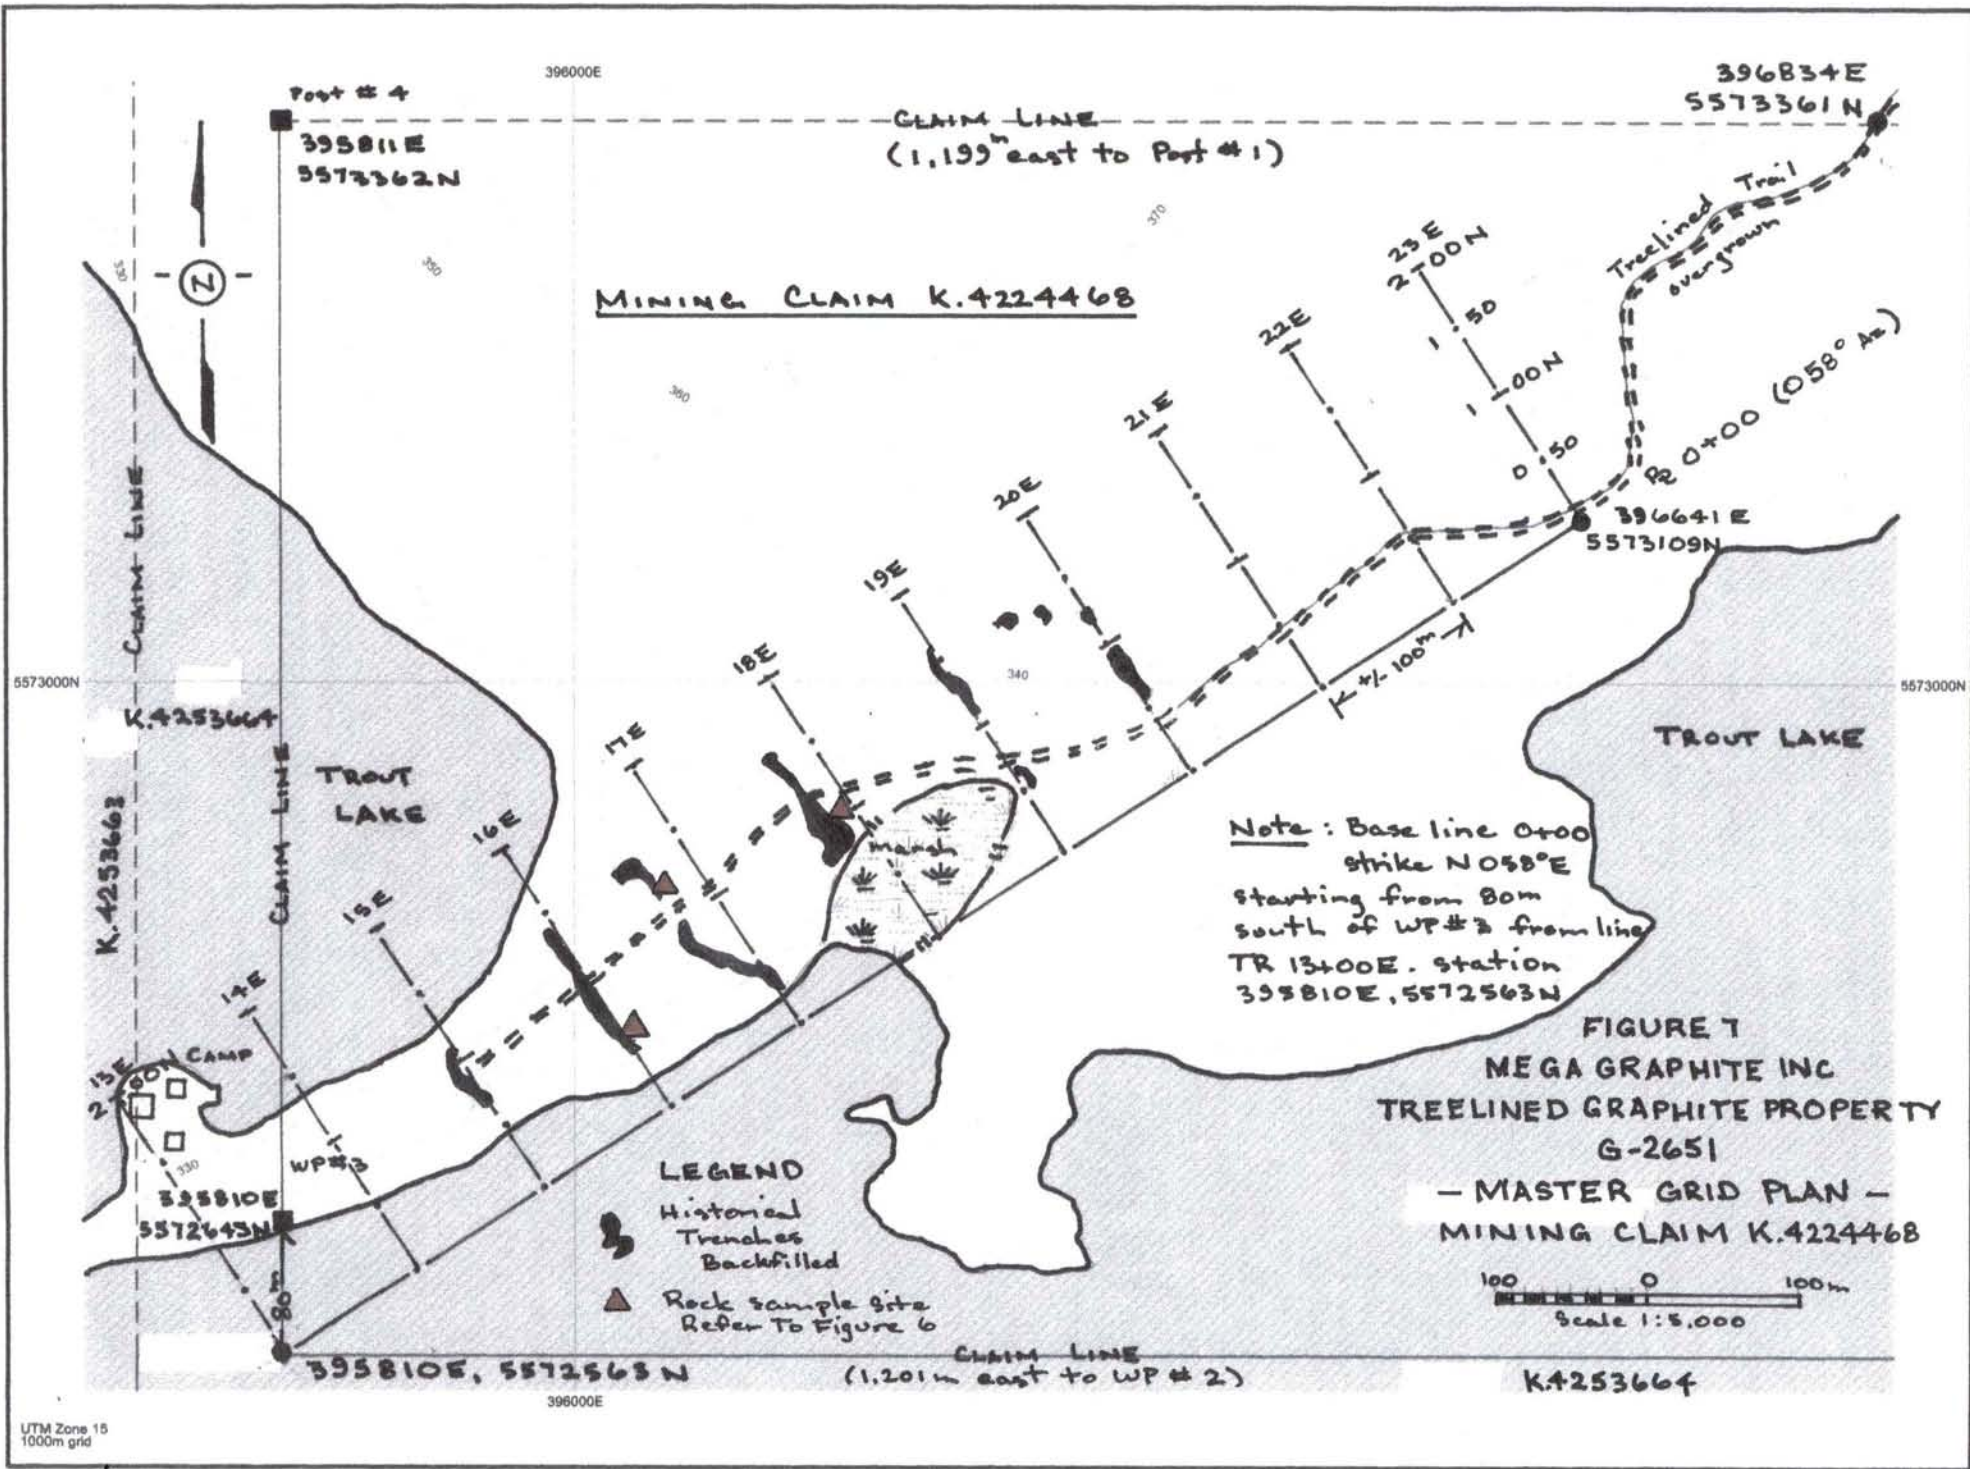 396000E
Post # 4
395811E
5573362N
CLAIM LINE
(1,199m east to Post #1)
396834E
5573361N
Treelined Trail
overgrown
330
350
370
360
N
MINING CLAIM K.4224468
23E
2+00N
1 50
1+00N
0 50
22E
21E
20E
19E
18E
17E
16E
15E
14E
13E
2+00N
0+00 (058° Az)
396641E
5573109N
+/- 100m
340
5573000N
5573000N
CLAIM LINE
K.4253664
K.4253663
CLAIM LINE
TROUT
LAKE
TROUT LAKE
Marsh
Note: Base line 0+00
strike N058°E
starting from 80m
south of WP#3 from line
TR 13+00E. station
395810E, 5572563N
CAMP
330
WP#3
395810E
5572643N
80m
395810E, 5572563N
LEGEND
Historical
Trenches
Backfilled
Rock sample site
Refer To Figure 6
CLAIM LINE
(1.201m east to WP # 2)
K4253664
FIGURE 7
MEGA GRAPHITE INC
TREELINED GRAPHITE PROPERTY
G-2651
- MASTER GRID PLAN -
MINING CLAIM K.4224468
100 0 100m
Scale 1:5,000
396000E
UTM Zone 15
1000m grid